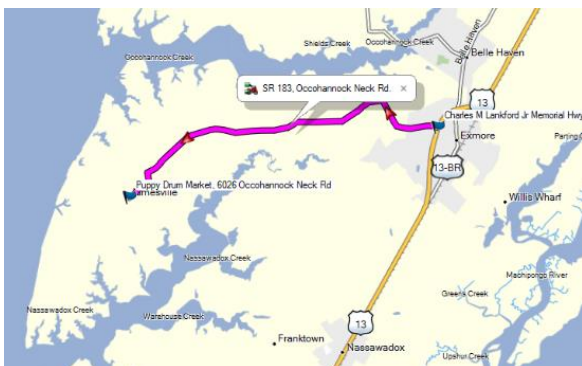 Occohannock Creek
Shields Creek
Occohannock Creek
Belle Haven
Belle Haven
SR 183, Occohannock Neck Rd.
13
Charles M Lankford Jr Memorial Hwy
Exmore
13-BR
Puppy Drum Market, 6026 Occohannock Neck Rd
Jamesville
Willis Wharf
Nassawadox Creek
Machipongo River
Greens Creek
Nassawadox Creek
Warehouse Creek
13
Franktown
Nassawadox
Upshur Creek